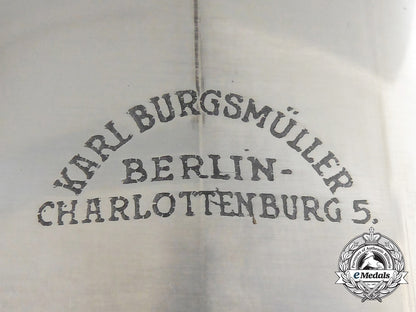 KARL BURGSMÜLLER
BERLIN-
CHARLOTTENBURG 5.
eMedals